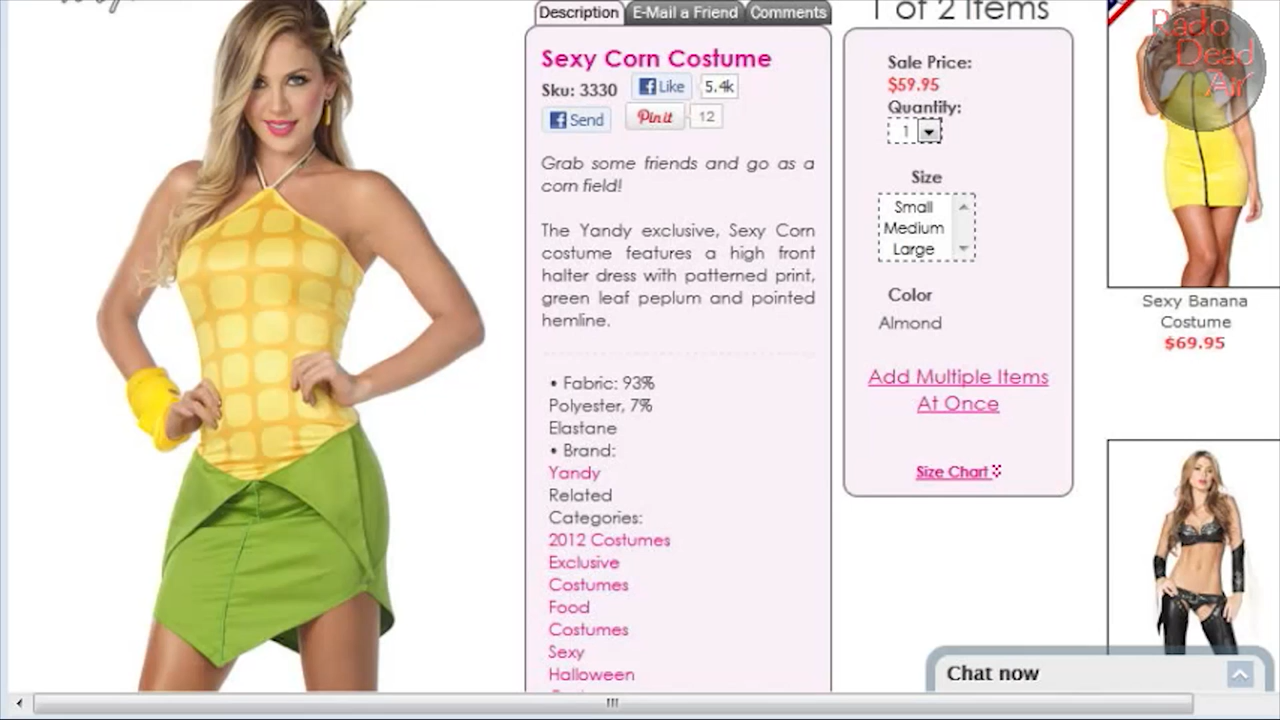 Description
E-Mail a Friend
Comments
Sexy Corn Costume
Sku: 3330
Like
5.4k
Send
Pin it
12
Grab some friends and go as a
corn field!
The Yandy exclusive, Sexy Corn
costume features a high front
halter dress with patterned print,
green leaf peplum and pointed
hemline.
• Fabric: 93%
Polyester, 7%
Elastane
• Brand:
Yandy
Related
Categories:
2012 Costumes
Exclusive
Costumes
Food
Costumes
Sexy
Halloween
1 of 2 Items
Sale Price:
$59.95
Quantity:
1
Size
Small
Medium
Large
Color
Almond
Add Multiple Items
At Once
Size Chart
Rado
Dead
Air
Sexy Banana
Costume
$69.95
Chat now